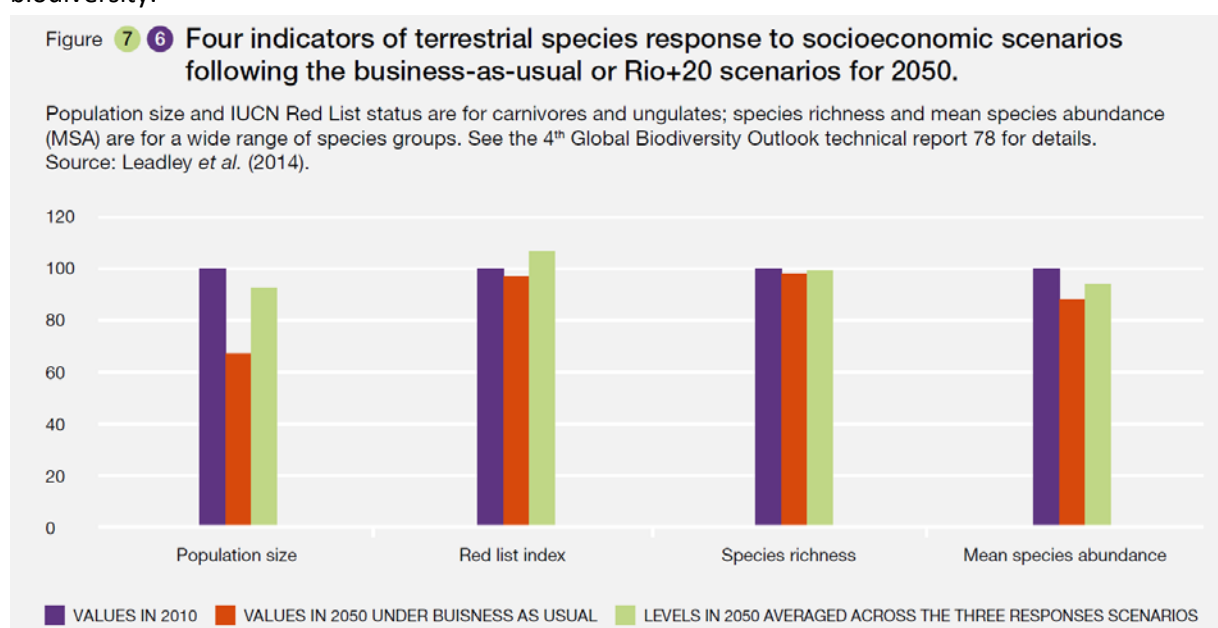 biodiversity.
Figure 7 6 Four indicators of terrestrial species response to socioeconomic scenarios
following the business-as-usual or Rio+20 scenarios for 2050.
Population size and IUCN Red List status are for carnivores and ungulates; species richness and mean species abundance
(MSA) are for a wide range of species groups. See the 4th Global Biodiversity Outlook technical report 78 for details.
Source: Leadley et al. (2014).
120
100
80
60
40
20
0
Population size
Red list index
Species richness
Mean species abundance
VALUES IN 2010
VALUES IN 2050 UNDER BUISNESS AS USUAL
LEVELS IN 2050 AVERAGED ACROSS THE THREE RESPONSES SCENARIOS